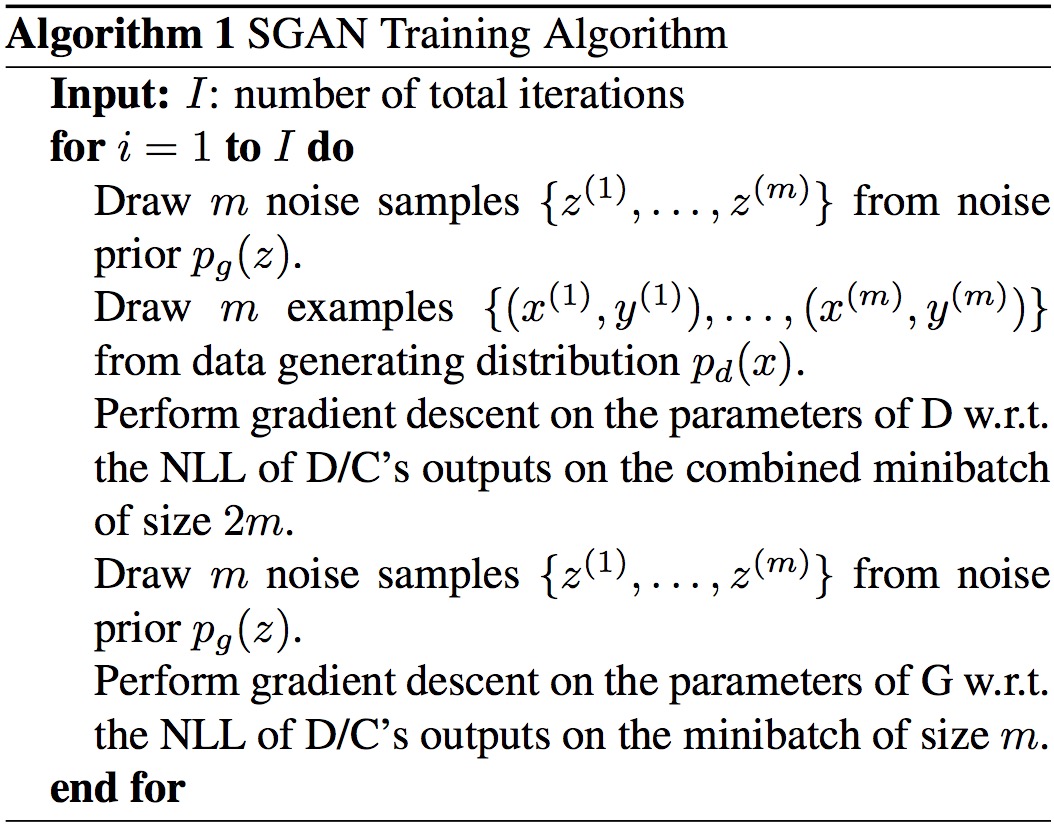 Algorithm 1 SGAN Training Algorithm
Input: I: number of total iterations
for i = 1 to I do
Draw m noise samples {z^{(1)}, . . . , z^{(m)}} from noise
prior p_g(z).
Draw m examples {(x^{(1)}, y^{(1)}), . . . , (x^{(m)}, y^{(m)})}
from data generating distribution p_d(x).
Perform gradient descent on the parameters of D w.r.t.
the NLL of D/C’s outputs on the combined minibatch
of size 2m.
Draw m noise samples {z^{(1)}, . . . , z^{(m)}} from noise
prior p_g(z).
Perform gradient descent on the parameters of G w.r.t.
the NLL of D/C’s outputs on the minibatch of size m.
end for